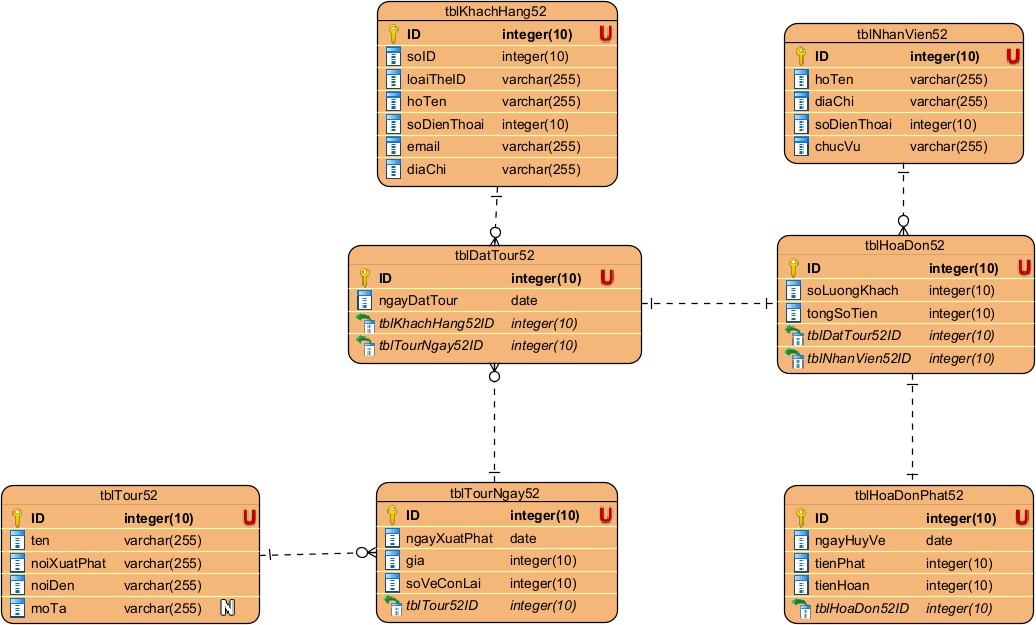 tblKhachHang52
ID integer(10) U
soID integer(10)
loaiTheID varchar(255)
hoTen varchar(255)
soDienThoai integer(10)
email varchar(255)
diaChi varchar(255)
tblNhanVien52
ID integer(10) U
hoTen varchar(255)
diaChi varchar(255)
soDienThoai integer(10)
chucVu varchar(255)
tblDatTour52
ID integer(10) U
ngayDatTour date
tblKhachHang52ID integer(10)
tblTourNgay52ID integer(10)
tblHoaDon52
ID integer(10) U
soLuongKhach integer(10)
tongSoTien integer(10)
tblDatTour52ID integer(10)
tblNhanVien52ID integer(10)
tblTour52
ID integer(10) U
ten varchar(255)
noiXuatPhat varchar(255)
noiDen varchar(255)
moTa varchar(255) N
tblTourNgay52
ID integer(10) U
ngayXuatPhat date
gia integer(10)
soVeConLai integer(10)
tblTour52ID integer(10)
tblHoaDonPhat52
ID integer(10) U
ngayHuyVe date
tienPhat integer(10)
tienHoan integer(10)
tblHoaDon52ID integer(10)